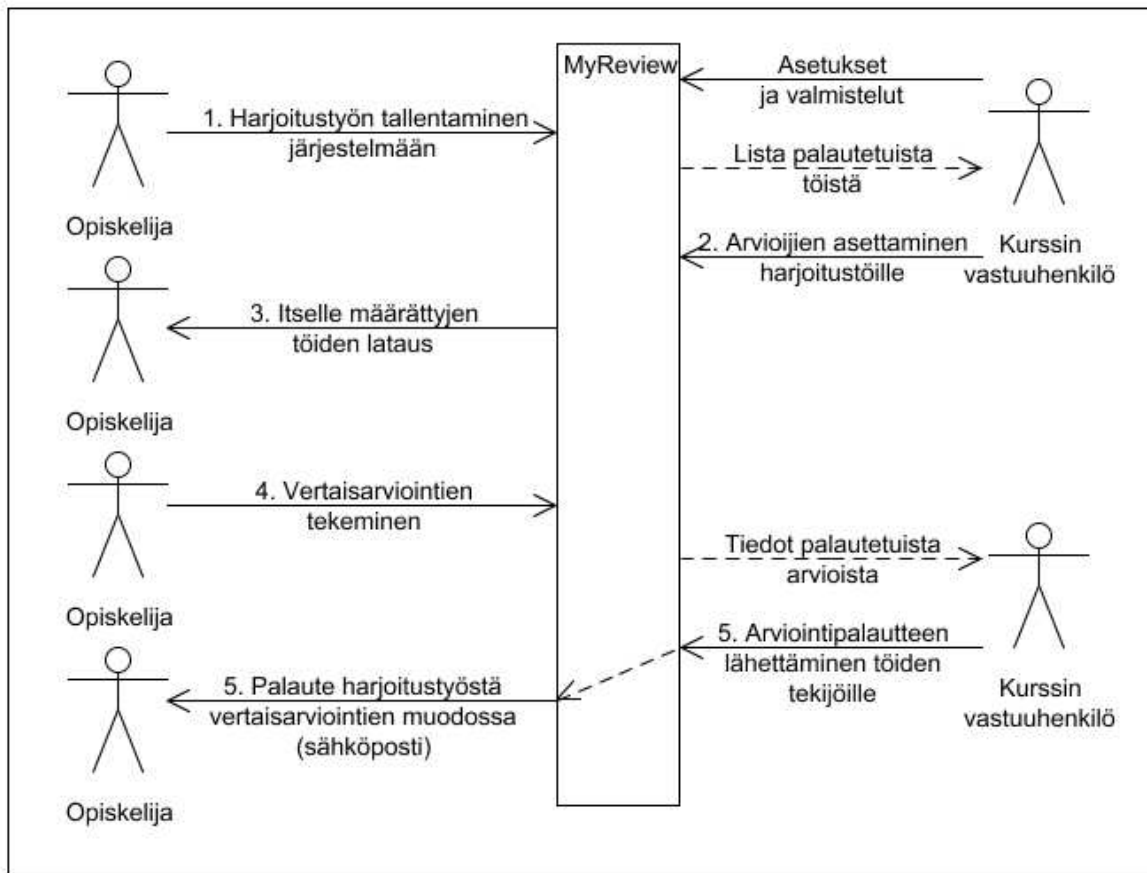 MyReview
Asetukset
ja valmistelut
1. Harjoitustyön tallentaminen
järjestelmään
Lista palautetuista
töistä
Opiskelija
2. Arvioijien asettaminen
harjoitustöille
Kurssin
vastuuhenkilö
3. Itselle määrättyjen
töiden lataus
Opiskelija
4. Vertaisarviointien
tekeminen
Tiedot palautetuista
arvioista
Opiskelija
5. Arviointipalautteen
lähettäminen töiden
tekijöille
Kurssin
vastuuhenkilö
5. Palaute harjoitustyöstä
vertaisarviointien muodossa
(sähköposti)
Opiskelija